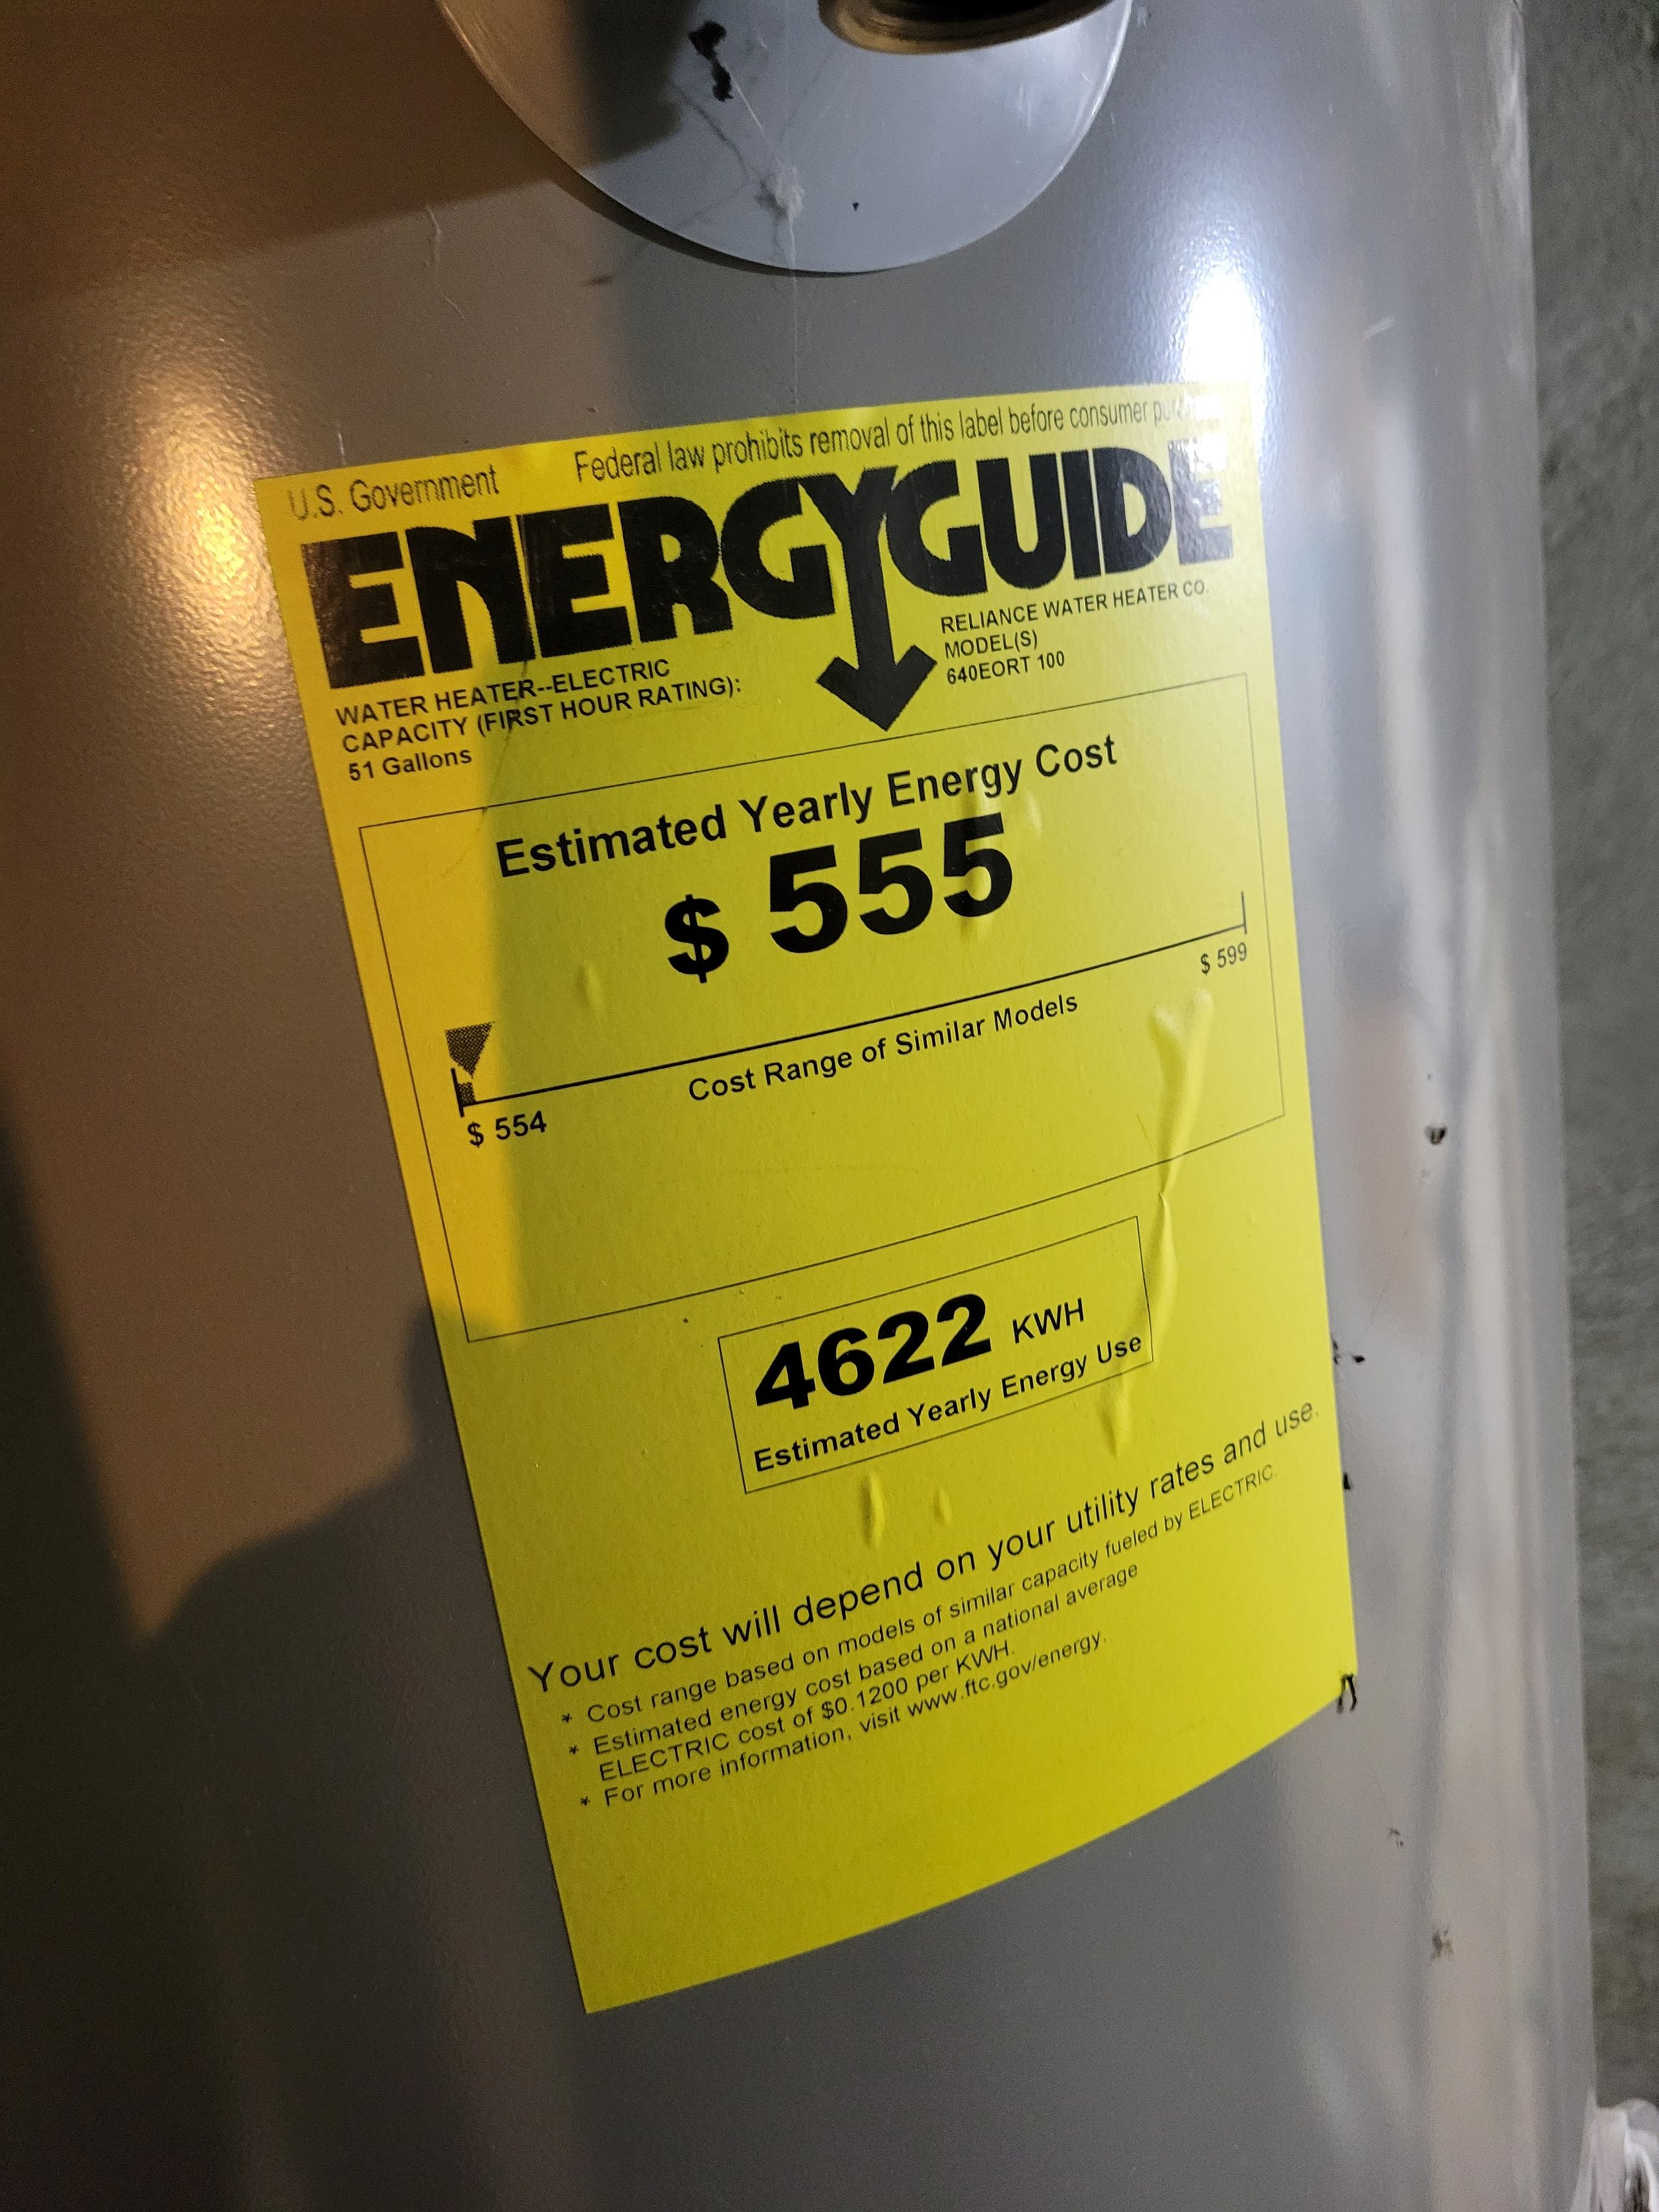 U.S. Government Federal law prohibits removal of this label before consumer
ENERGYGUIDE
WATER HEATER--ELECTRIC
CAPACITY (FIRST HOUR RATING):
51 Gallons
RELIANCE WATER HEATER CO.
MODEL(S)
640EORT 100
Estimated Yearly Energy Cost
$ 555
$ 554
$ 599
Cost Range of Similar Models
4622 KWH
Estimated Yearly Energy Use
Your cost will depend on your utility rates and use.
* Cost range based on models of similar capacity fueled by ELECTRIC.
* Estimated energy cost based on a national average
ELECTRIC cost of $0.1200 per KWH.
* For more information, visit www.ftc.gov/energy.